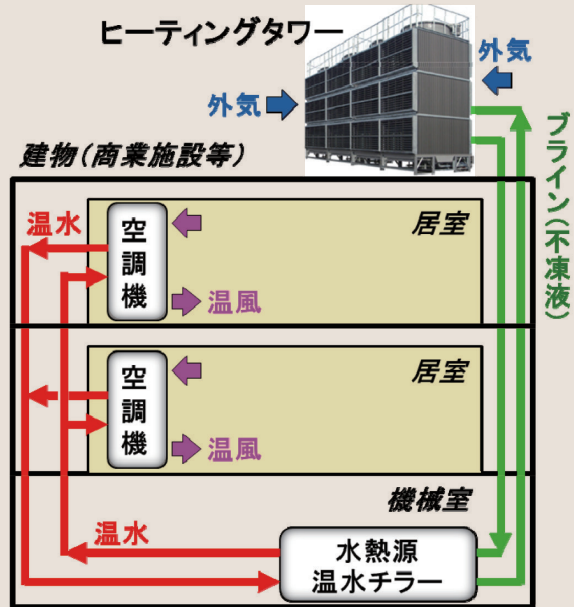 ヒーティングタワー
外気
外気
建物(商業施設等)
ブライン(不凍液)
温水
空調機
居室
温風
空調機
居室
温風
機械室
温水
水熱源
温水チラー